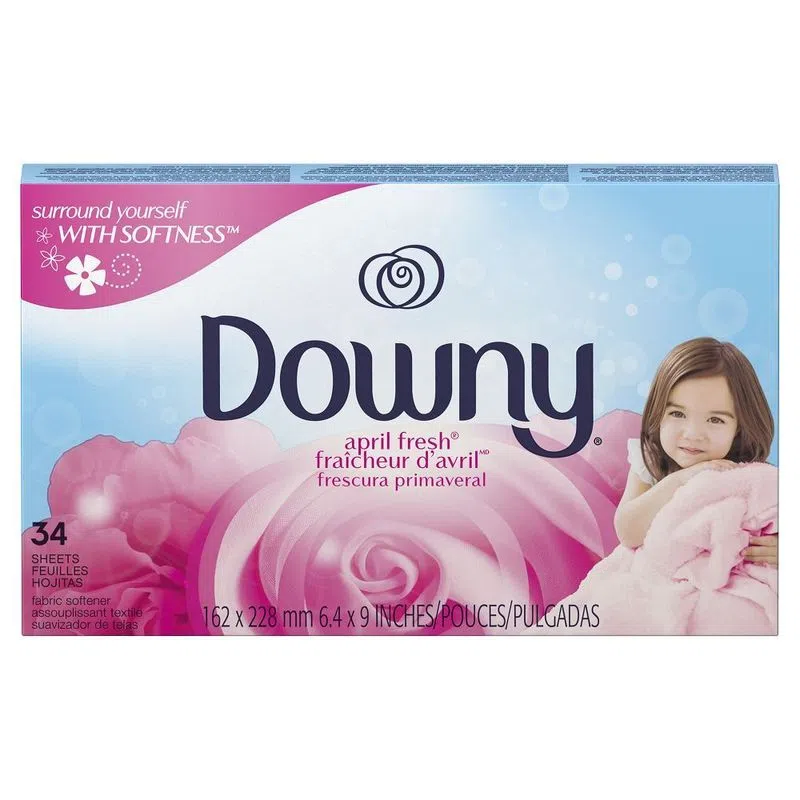 surround yourself
WITH SOFTNESS™
Downy®
april fresh®
fraîcheur d'avril MD
frescura primaveral
34
SHEETS
FEUILLES
HOJITAS
fabric softener
assouplissant textile
suavizador de telas
162 x 228 mm 6.4 x 9 INCHES/POUCES/PULGADAS